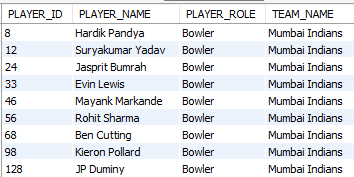 PLAYER_ID PLAYER_NAME PLAYER_ROLE TEAM_NAME
8 Hardik Pandya Bowler Mumbai Indians
12 Suryakumar Yadav Bowler Mumbai Indians
24 Jasprit Bumrah Bowler Mumbai Indians
33 Evin Lewis Bowler Mumbai Indians
46 Mayank Markande Bowler Mumbai Indians
56 Rohit Sharma Bowler Mumbai Indians
68 Ben Cutting Bowler Mumbai Indians
98 Kieron Pollard Bowler Mumbai Indians
128 JP Duminy Bowler Mumbai Indians